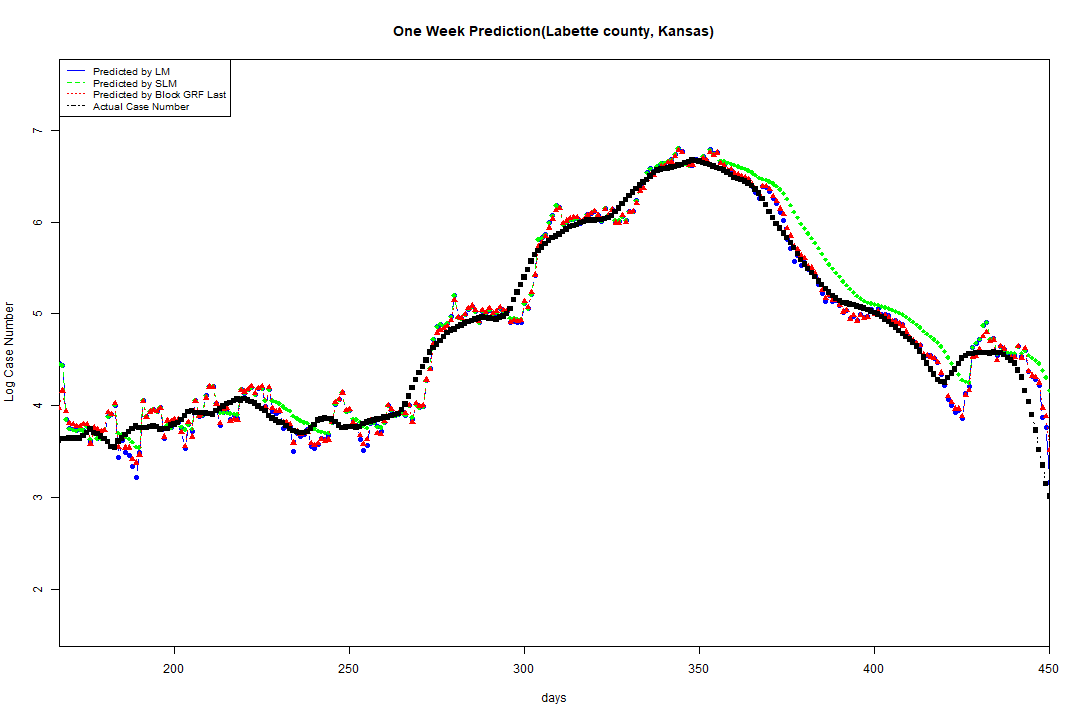 One Week Prediction(Labette county, Kansas)
Predicted by LM
Predicted by SLM
Predicted by Block GRF Last
Actual Case Number
7
6
5
4
3
2
Log Case Number
200
250
300
350
400
450
days